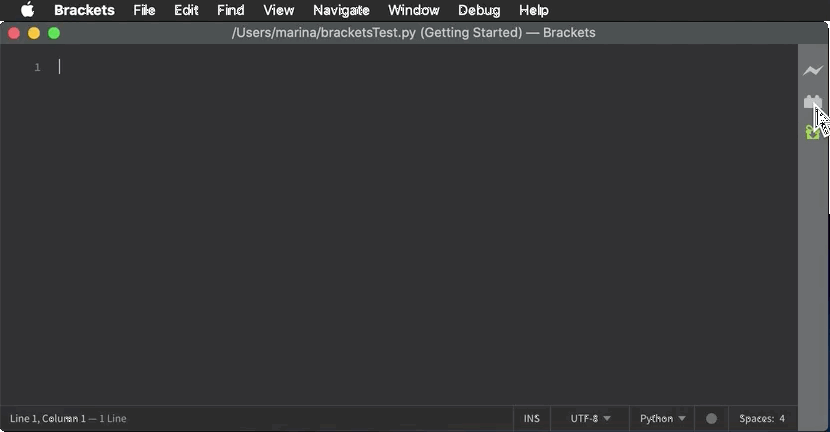 Brackets File Edit Find View Navigate Window Debug Help
/Users/marina/bracketsTest.py (Getting Started) — Brackets
1
Line 1, Column 1 — 1 Line INS UTF-8 Python Spaces: 4